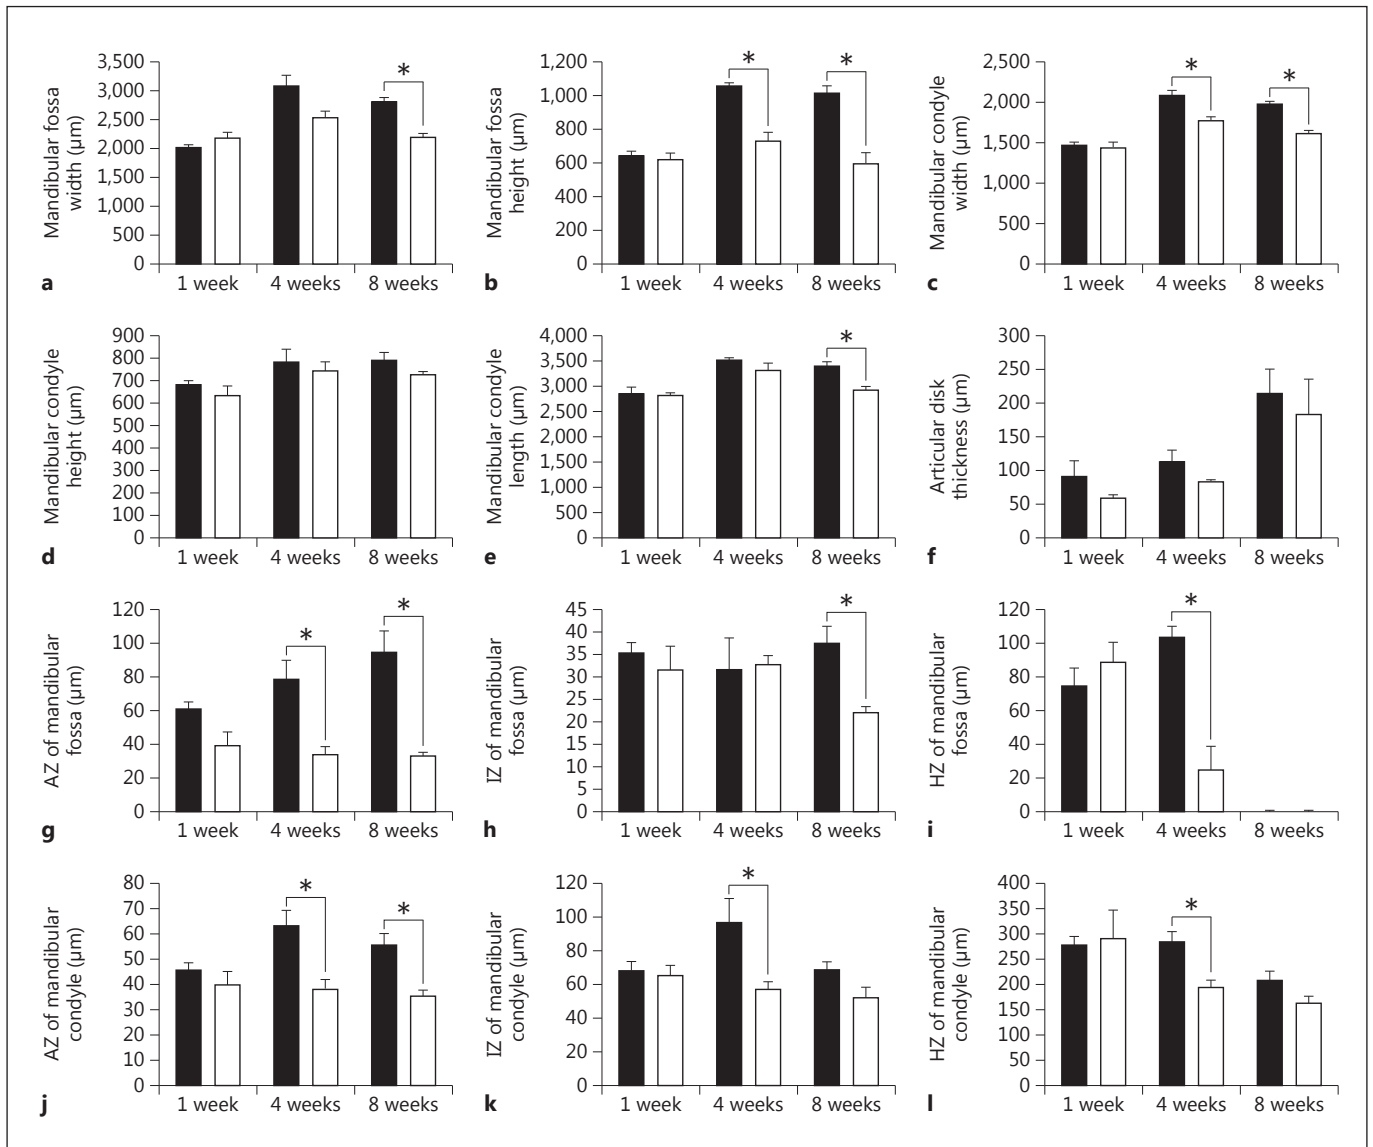 3,500
3,000
2,500
2,000
1,500
1,000
500
0
Mandibular fossa
width (µm)
*
1 week 4 weeks 8 weeks
a
1,200
1,000
800
600
400
200
0
Mandibular fossa
height (µm)
* *
1 week 4 weeks 8 weeks
b
2,500
2,000
1,500
1,000
500
0
Mandibular condyle
width (µm)
* *
1 week 4 weeks 8 weeks
c
900
800
700
600
500
400
300
200
100
0
Mandibular condyle
height (µm)
1 week 4 weeks 8 weeks
d
4,000
3,500
3,000
2,500
2,000
1,500
1,000
500
0
Mandibular condyle
length (µm)
*
1 week 4 weeks 8 weeks
e
300
250
200
150
100
50
0
Articular disk
thickness (µm)
1 week 4 weeks 8 weeks
f
120
100
80
60
40
20
0
AZ of mandibular
fossa (µm)
* *
1 week 4 weeks 8 weeks
g
45
40
35
30
25
20
15
10
5
0
IZ of mandibular
fossa (µm)
*
1 week 4 weeks 8 weeks
h
120
100
80
60
40
20
0
HZ of mandibular
fossa (µm)
*
1 week 4 weeks 8 weeks
i
80
70
60
50
40
30
20
10
0
AZ of mandibular
condyle (µm)
* *
1 week 4 weeks 8 weeks
j
120
100
80
60
40
20
0
IZ of mandibular
condyle (µm)
*
1 week 4 weeks 8 weeks
k
400
350
300
250
200
150
100
50
0
HZ of mandibular
condyle (µm)
*
1 week 4 weeks 8 weeks
l